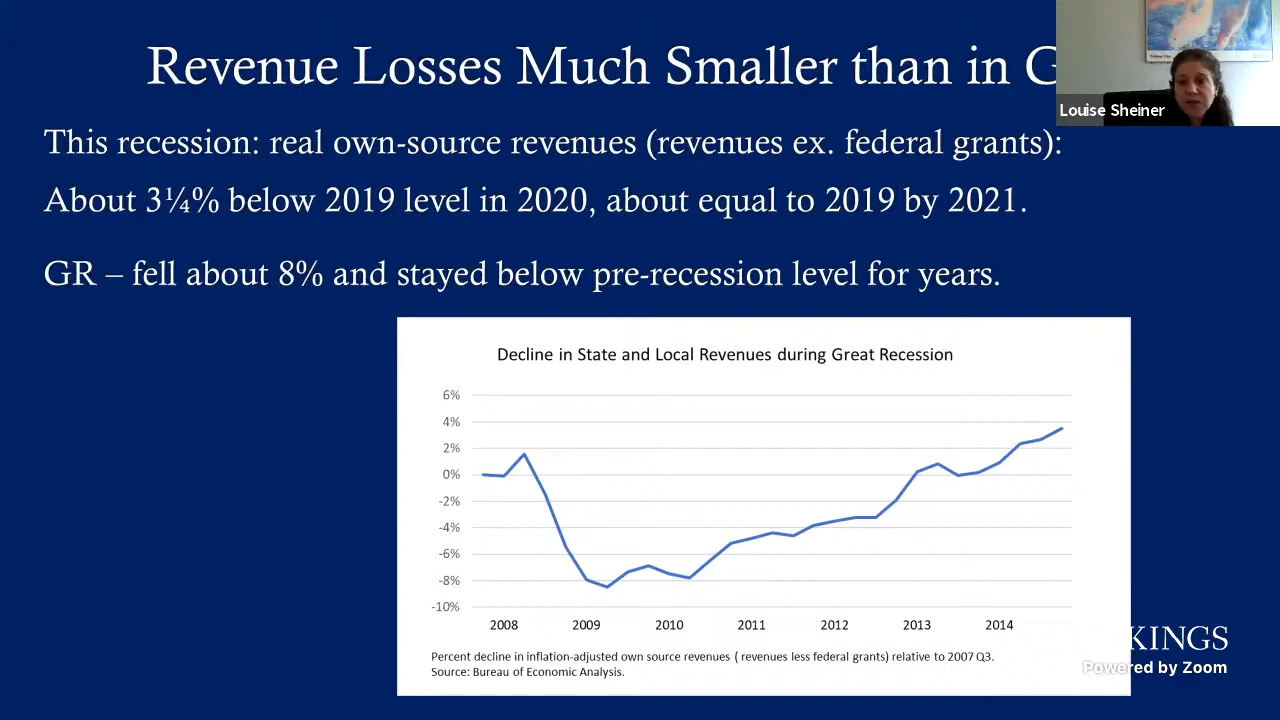 Revenue Losses Much Smaller than in G
Louise Sheiner
This recession: real own-source revenues (revenues ex. federal grants):
About 3¼% below 2019 level in 2020, about equal to 2019 by 2021.
GR – fell about 8% and stayed below pre-recession level for years.
Decline in State and Local Revenues during Great Recession
6%
4%
2%
0%
-2%
-4%
-6%
-8%
-10%
2008 2009 2010 2011 2012 2013 2014
Percent decline in inflation-adjusted own source revenues ( revenues less federal grants) relative to 2007 Q3.
Source: Bureau of Economic Analysis.
KINGS
Powered by Zoom